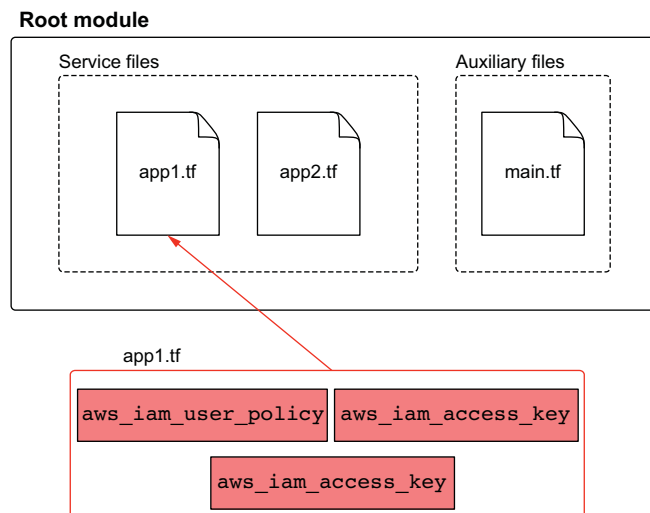 Root module
Service files
Auxiliary files
app1.tf
app2.tf
main.tf
app1.tf
aws_iam_user_policy
aws_iam_access_key
aws_iam_access_key